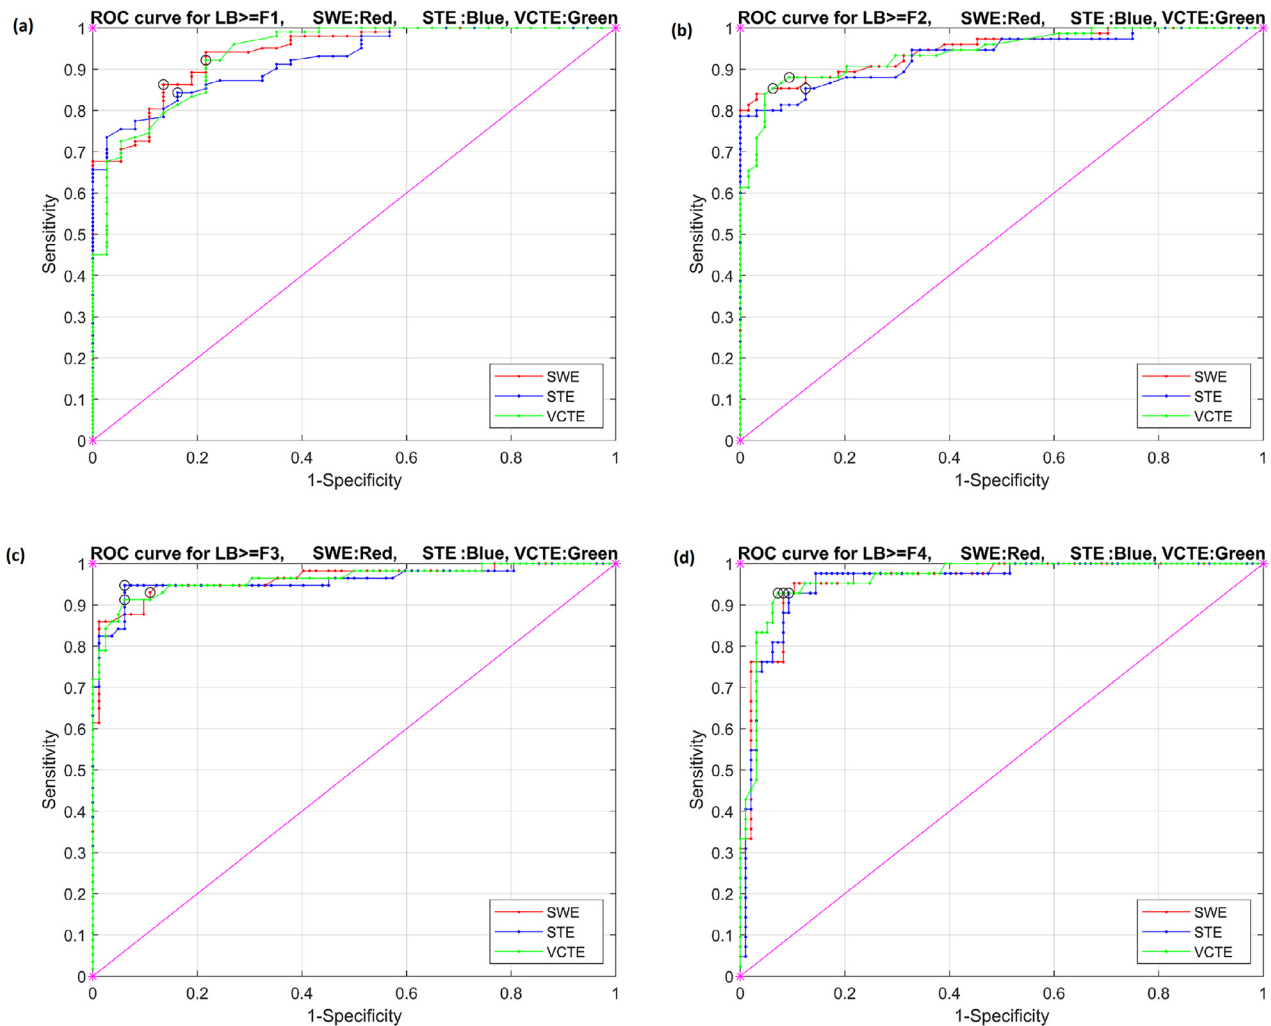 (a)
ROC curve for LB>=F1, SWE:Red, STE :Blue, VCTE:Green
1
0.9
0.8
0.7
0.6
0.5
0.4
0.3
0.2
0.1
0
Sensitivity
SWE
STE
VCTE
0 0.2 0.4 0.6 0.8 1
1-Specificity
(b)
ROC curve for LB>=F2, SWE:Red, STE :Blue, VCTE:Green
1
0.9
0.8
0.7
0.6
0.5
0.4
0.3
0.2
0.1
0
Sensitivity
SWE
STE
VCTE
0 0.2 0.4 0.6 0.8 1
1-Specificity
(c)
ROC curve for LB>=F3, SWE:Red, STE :Blue, VCTE:Green
1
0.9
0.8
0.7
0.6
0.5
0.4
0.3
0.2
0.1
0
Sensitivity
SWE
STE
VCTE
0 0.2 0.4 0.6 0.8 1
1-Specificity
(d)
ROC curve for LB>=F4, SWE:Red, STE :Blue, VCTE:Green
1
0.9
0.8
0.7
0.6
0.5
0.4
0.3
0.2
0.1
0
Sensitivity
SWE
STE
VCTE
0 0.2 0.4 0.6 0.8 1
1-Specificity